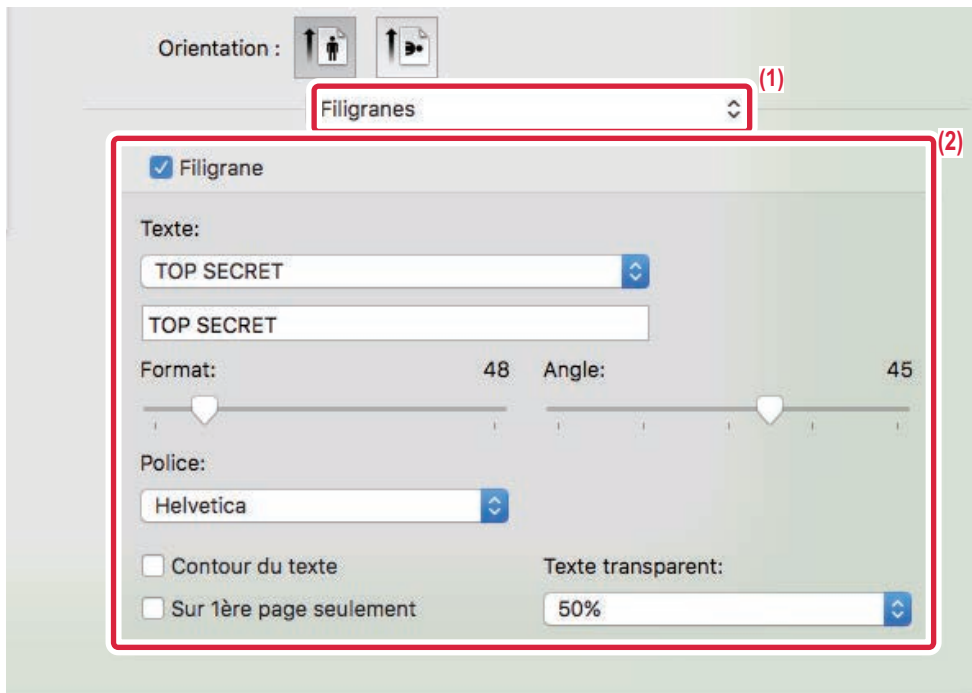 Orientation :
(1)
Filigranes
(2)
Filigrane
Texte:
TOP SECRET
TOP SECRET
Format: 48 Angle: 45
Police:
Helvetica
Contour du texte Texte transparent:
Sur 1ère page seulement 50%